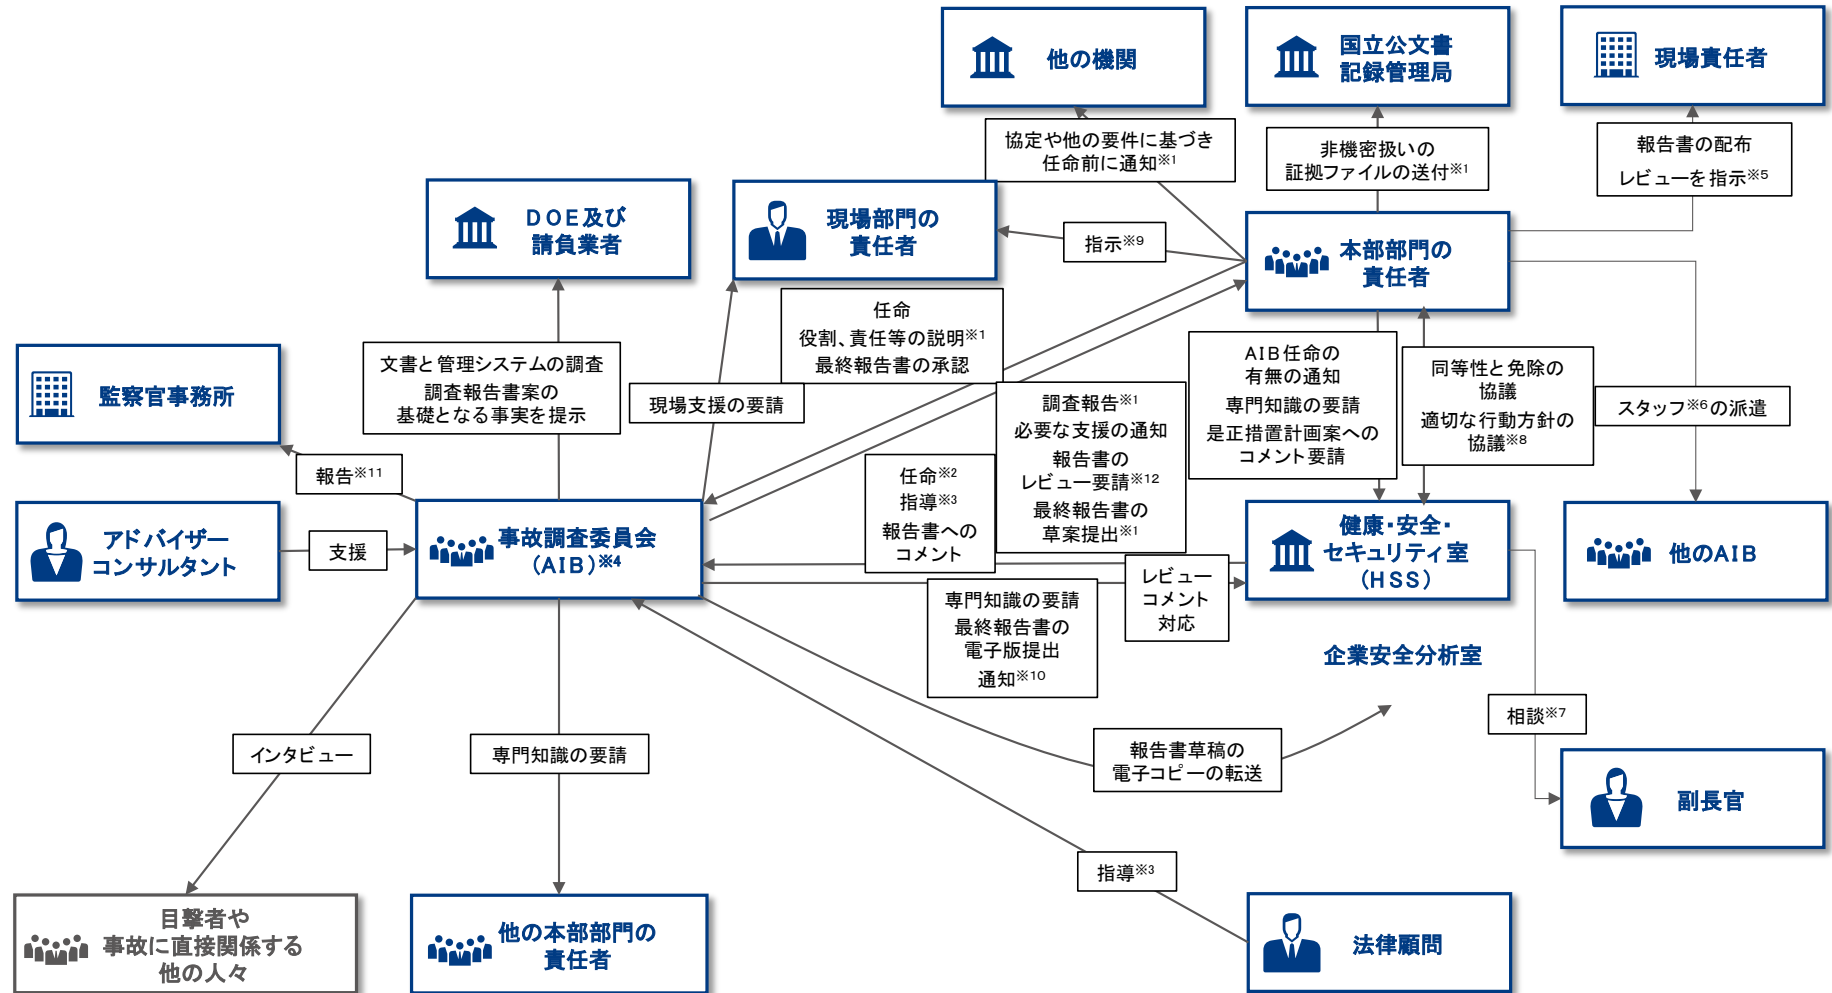 他の機関
国立公文書
記録管理局
現場責任者
協定や他の要件に基づき
任命前に通知※1
非機密扱いの
証拠ファイルの送付※1
報告書の配布
レビューを指示※5
DOE及び
請負業者
現場部門の
責任者
指示※9
本部部門の
責任者
任命
役割、責任等の説明※1
最終報告書の承認
監察官事務所
文書と管理システムの調査
調査報告書案の
基礎となる事実を提示
現場支援の要請
調査報告※1
必要な支援の通知
報告書の
レビュー要請※12
最終報告書の
草案提出※1
AIB任命の
有無の通知
専門知識の要請
是正措置計画案への
コメント要請
同等性と免除の
協議
適切な行動方針の
協議※8
スタッフ※6の派遣
報告※11
任命※2
指導※3
報告書への
コメント
アドバイザー
コンサルタント
支援
事故調査委員会
(AIB)※4
健康・安全・
セキュリティ室
(HSS)
他のAIB
レビュー
コメント
対応
専門知識の要請
最終報告書の
電子版提出
通知※10
企業安全分析室
相談※7
インタビュー
専門知識の要請
報告書草稿の
電子コピーの転送
副長官
指導※3
目撃者や
事故に直接関係する
他の人々
他の本部部門の
責任者
法律顧問